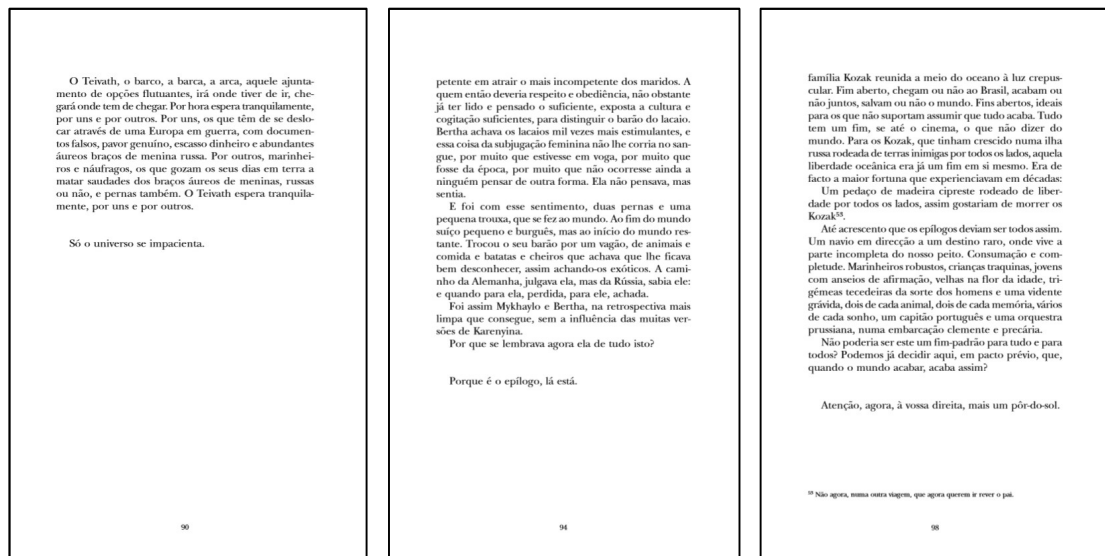 O Teivath, o barco, a barca, a arca, aquele ajunta-
mento de opções flutuantes, irá onde tiver de ir, che-
gará onde tem de chegar. Por hora espera tranquilamente,
por uns e por outros. Por uns, os que têm de se deslo-
car através de uma Europa em guerra, com documen-
tos falsos, pavor genuíno, escasso dinheiro e abundantes
áureos braços de menina russa. Por outros, marinhei-
ros e náufragos, os que gozam os seus dias em terra a
matar saudades dos braços áureos de meninas, russas
ou não, e pernas também. O Teivath espera tranquila-
mente, por uns e por outros.
Só o universo se impacienta.
90
petente em atrair o mais incompetente dos maridos. A
quem então deveria respeito e obediência, não obstante
já ter lido e pensado o suficiente, exposta a cultura e
cogitação suficientes, para distinguir o barão do lacaio.
Bertha achava os lacaios mil vezes mais estimulantes, e
essa coisa da subjugação feminina não lhe corria no san-
gue, por muito que estivesse em voga, por muito que
fosse da época, por muito que não ocorresse ainda a
ninguém pensar de outra forma. Ela não pensava, mas
sentia.
E foi com esse sentimento, duas pernas e uma
pequena trouxa, que se fez ao mundo. Ao fim do mundo
suíço pequeno e burguês, mas ao início do mundo res-
tante. Trocou o seu barão por um vagão, de animais e
comida e batatas e cheiros que achava que lhe ficava
bem desconhecer, assim achando-os exóticos. A cami-
nho da Alemanha, julgava ela, mas da Rússia, sabia ele:
e quando para ela, perdida, para ele, achada.
Foi assim Mykhaylo e Bertha, na retrospectiva mais
limpa que consegue, sem a influência das muitas ver-
sões de Karenyina.
Por que se lembrava agora ela de tudo isto?
Porque é o epílogo, lá está.
94
família Kozak reunida a meio do oceano à luz crepus-
cular. Fim aberto, chegam ou não ao Brasil, acabam ou
não juntos, salvam ou não o mundo. Fins abertos, ideais
para os que não suportam assumir que tudo acaba. Tudo
tem um fim, se até o cinema, o que não dizer do
mundo. Para os Kozak, que tinham crescido numa ilha
russa rodeada de terras inimigas por todos os lados, aquela
liberdade oceânica era já um fim em si mesmo. Era de
facto a maior fortuna que experienciavam em décadas:
Um pedaço de madeira cipreste rodeado de liber-
dade por todos os lados, assim gostariam de morrer os
Kozak⁵³.
Até acrescento que os epílogos deviam ser todos assim.
Um navio em direcção a um destino raro, onde vive a
parte incompleta do nosso peito. Consumação e com-
pletude. Marinheiros robustos, crianças traquinas, jovens
com anseios de afirmação, velhas na flor da idade, tri-
gémeas tecedeiras da sorte dos homens e uma vidente
grávida, dois de cada animal, dois de cada memória, vários
de cada sonho, um capitão português e uma orquestra
prussiana, numa embarcação clemente e precária.
Não poderia ser este um fim-padrão para tudo e para
todos? Podemos já decidir aqui, em pacto prévio, que,
quando o mundo acabar, acaba assim?
Atenção, agora, à vossa direita, mais um pôr-do-sol.
⁵³ Não agora, numa outra viagem, que agora querem ir rever o pai.
98